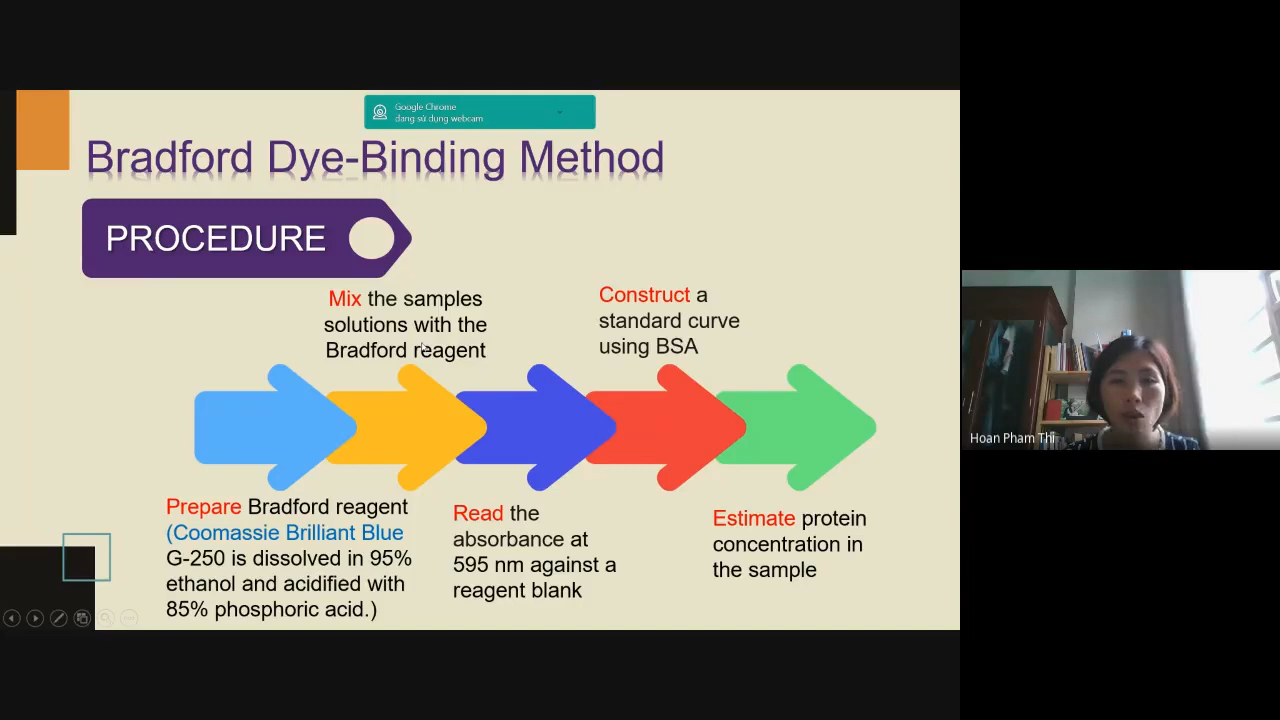 Google Chrome
đang sử dụng webcam
Bradford Dye-Binding Method
PROCEDURE
Mix the samples
solutions with the
Bradford reagent
Construct a
standard curve
using BSA
Prepare Bradford reagent
(Coomassie Brilliant Blue
G-250 is dissolved in 95%
ethanol and acidified with
85% phosphoric acid.)
Read the
absorbance at
595 nm against a
reagent blank
Estimate protein
concentration in
the sample
Hoan Pham Thi